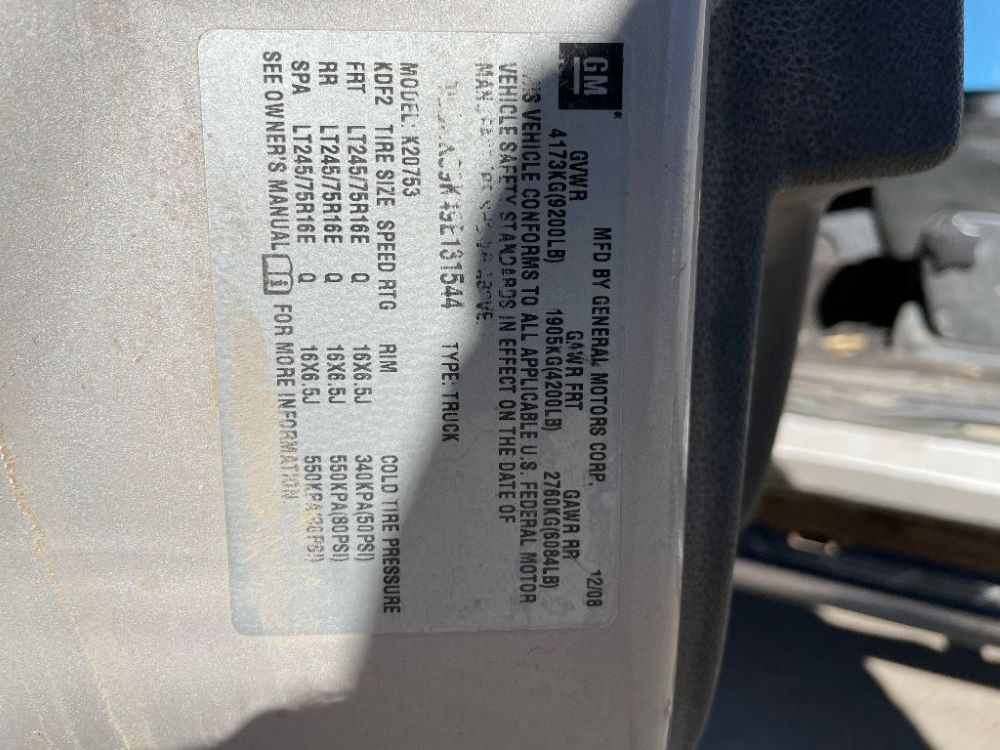 GM
MFD BY GENERAL MOTORS CORP. 12/08
GVWR GAWR FRT GAWR RR
4173KG(9200LB) 1905KG(4200LB) 2760KG(6084LB)
VEHICLE CONFORMS TO ALL APPLICABLE U.S. FEDERAL MOTOR
VEHICLE SAFETY STANDARDS IN EFFECT ON THE DATE OF
ABOVE.
TYPE: TRUCK
MODEL: K20753
KDF2 TIRE SIZE SPEED RTG RIM COLD TIRE PRESSURE
FRT LT245/75R16E Q 16X6.5J 340KPA(50PSI)
RR LT245/75R16E Q 16X6.5J 550KPA(80PSI)
SPA LT245/75R16E Q 16X6.5J 550KPA(80PSI)
SEE OWNER'S MANUAL FOR MORE INFORMATION